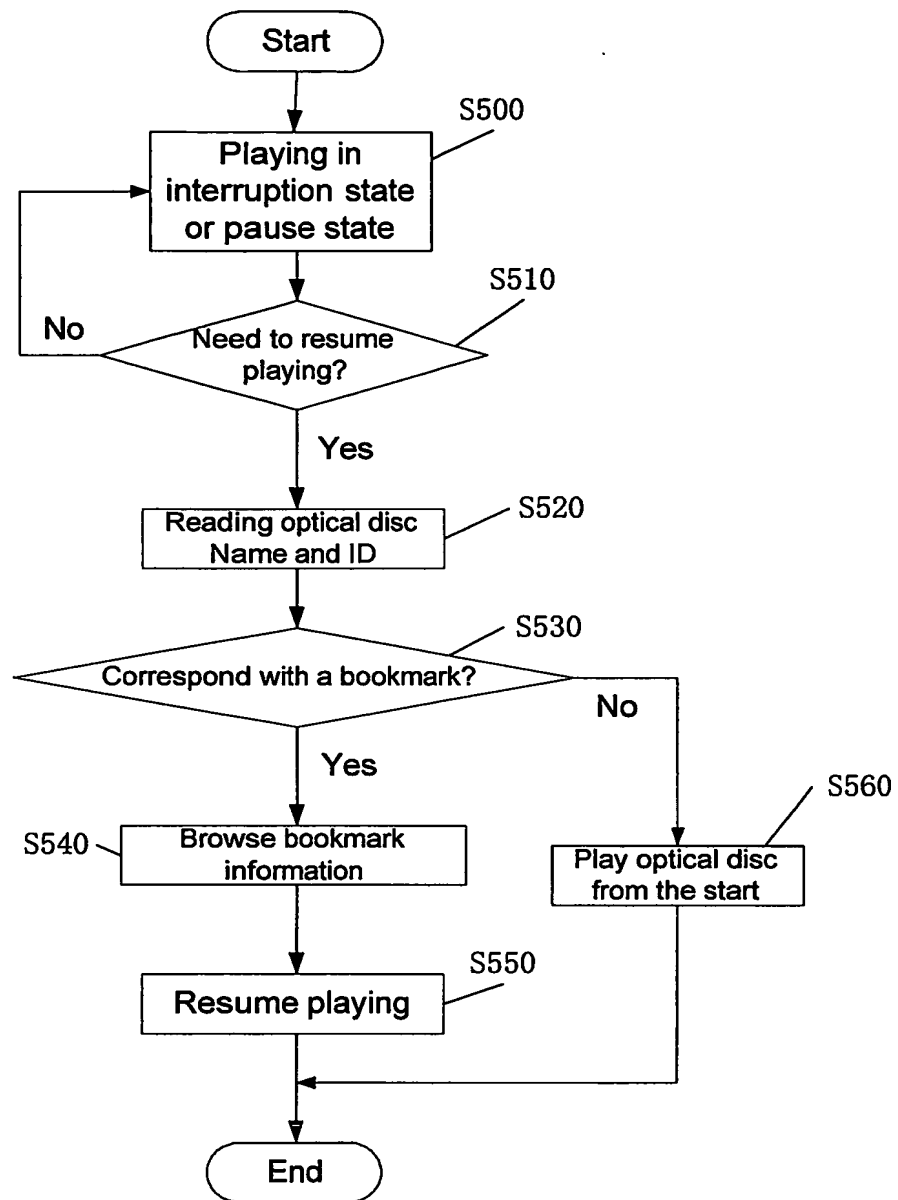 Start
S500
Playing in
interruption state
or pause state
S510
No
Need to resume
playing?
Yes
S520
Reading optical disc
Name and ID
S530
Correspond with a bookmark?
No
Yes
S560
S540
Browse bookmark
information
Play optical disc
from the start
S550
Resume playing
End